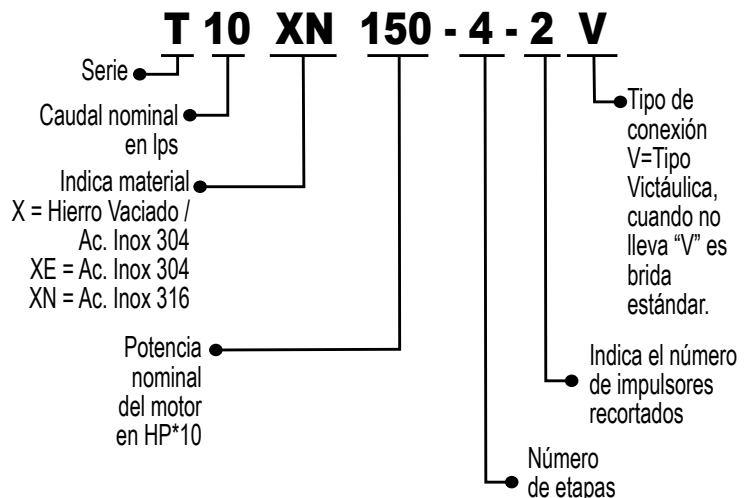 T 10 XN 150 - 4 - 2 V
Serie
Caudal nominal
en lps
Indica material
X = Hierro Vaciado /
Ac. Inox 304
XE = Ac. Inox 304
XN = Ac. Inox 316
Potencia
nominal
del motor
en HP*10
Tipo de
conexión
V=Tipo
Victáulica,
cuando no
lleva “V” es
brida
estándar.
Indica el número
de impulsores
recortados
Número
de etapas